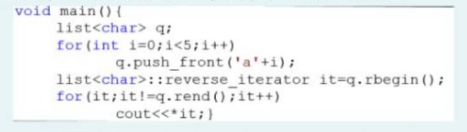 void main(){
list<char> q;
for(int i=0;i<5;i++)
q.push_front('a'+i);
list<char>::reverse_iterator it=q.rbegin();
for(it;it!=q.rend();it++)
cout<<*it;}